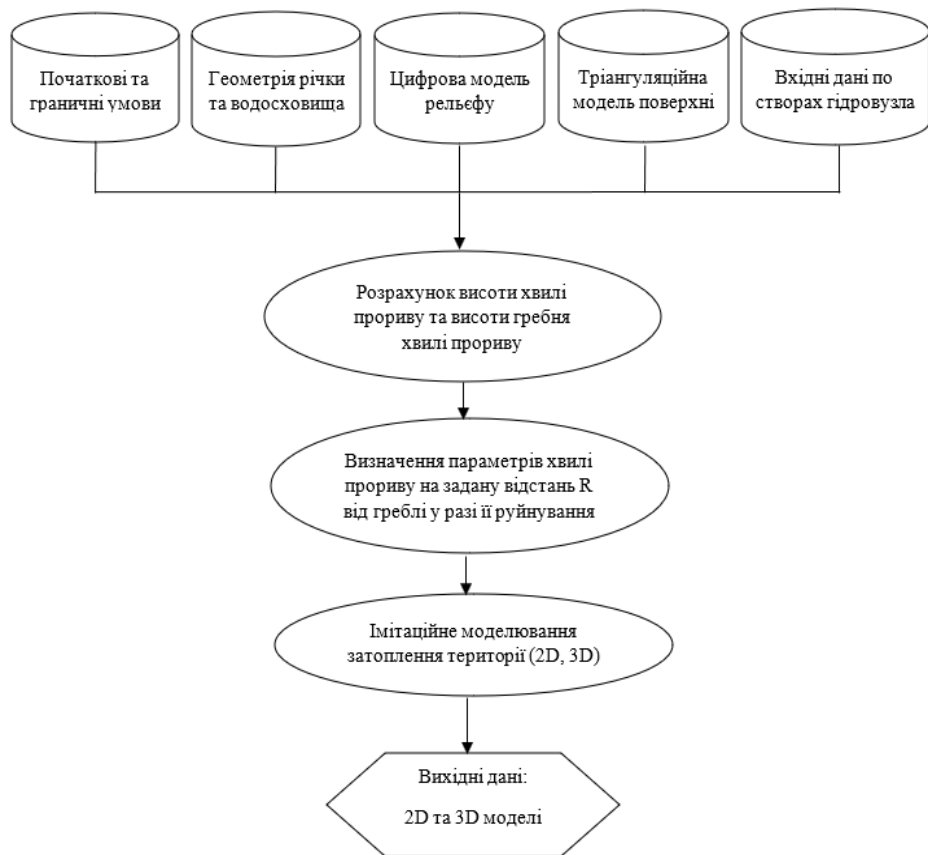 Початкові та
граничні умови
Геометрія річки
та водосховища
Цифрова модель
рельєфу
Тріангуляційна
модель поверхні
Вхідні дані по
створах гідровузла
Розрахунок висоти хвилі
прориву та висоти гребня
хвилі прориву
Визначення параметрів хвилі
прориву на задану відстань R
від греблі у разі її руйнування
Імітаційне моделювання
затоплення території (2D, 3D)
Вихідні дані:
2D та 3D моделі